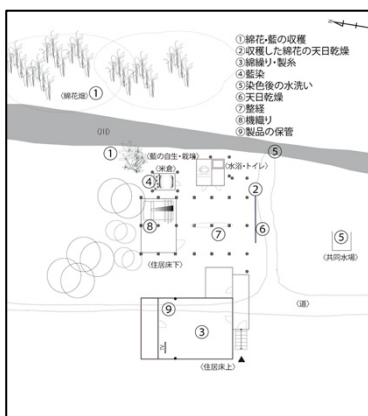 ①綿花・藍の収穫
②収穫した綿花の天日乾燥
③綿繰り・製糸
④藍染
⑤染色後の水洗い
⑥天日乾燥
⑦整経
⑧機織り
⑨製品の保管
〈綿花畑〉 ①
〈川〉
⑤
① 〈藍の自生・栽培〉
〈米倉〉
〈水浴・トイレ〉
④
②
⑧
⑦
⑥
⑤
〈共同水場〉
〈住居床下〉
〈道〉
⑨
③
〈住居床上〉